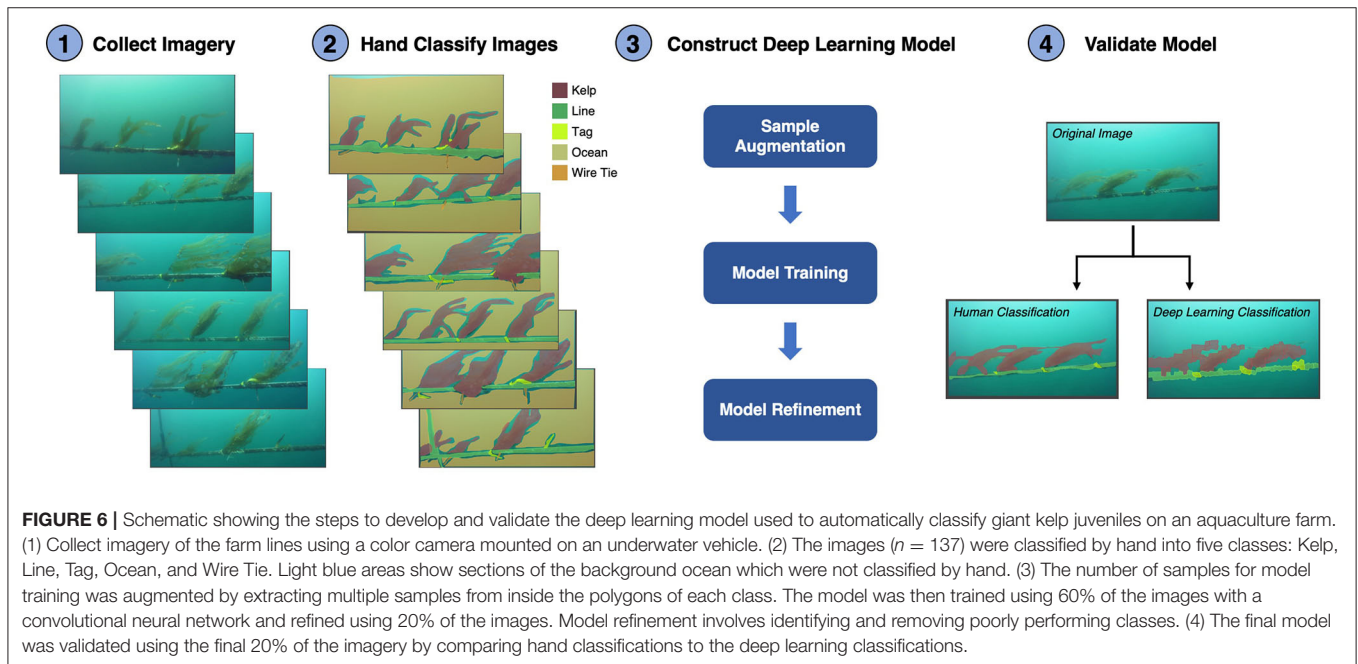 1 Collect Imagery
2 Hand Classify Images
Kelp
Line
Tag
Ocean
Wire Tie
3 Construct Deep Learning Model
Sample
Augmentation
Model Training
Model Refinement
4 Validate Model
Original Image
Human Classification
Deep Learning Classification
FIGURE 6 | Schematic showing the steps to develop and validate the deep learning model used to automatically classify giant kelp juveniles on an aquaculture farm.
(1) Collect imagery of the farm lines using a color camera mounted on an underwater vehicle. (2) The images (n = 137) were classified by hand into five classes: Kelp,
Line, Tag, Ocean, and Wire Tie. Light blue areas show sections of the background ocean which were not classified by hand. (3) The number of samples for model
training was augmented by extracting multiple samples from inside the polygons of each class. The model was then trained using 60% of the images with a
convolutional neural network and refined using 20% of the images. Model refinement involves identifying and removing poorly performing classes. (4) The final model
was validated using the final 20% of the imagery by comparing hand classifications to the deep learning classifications.